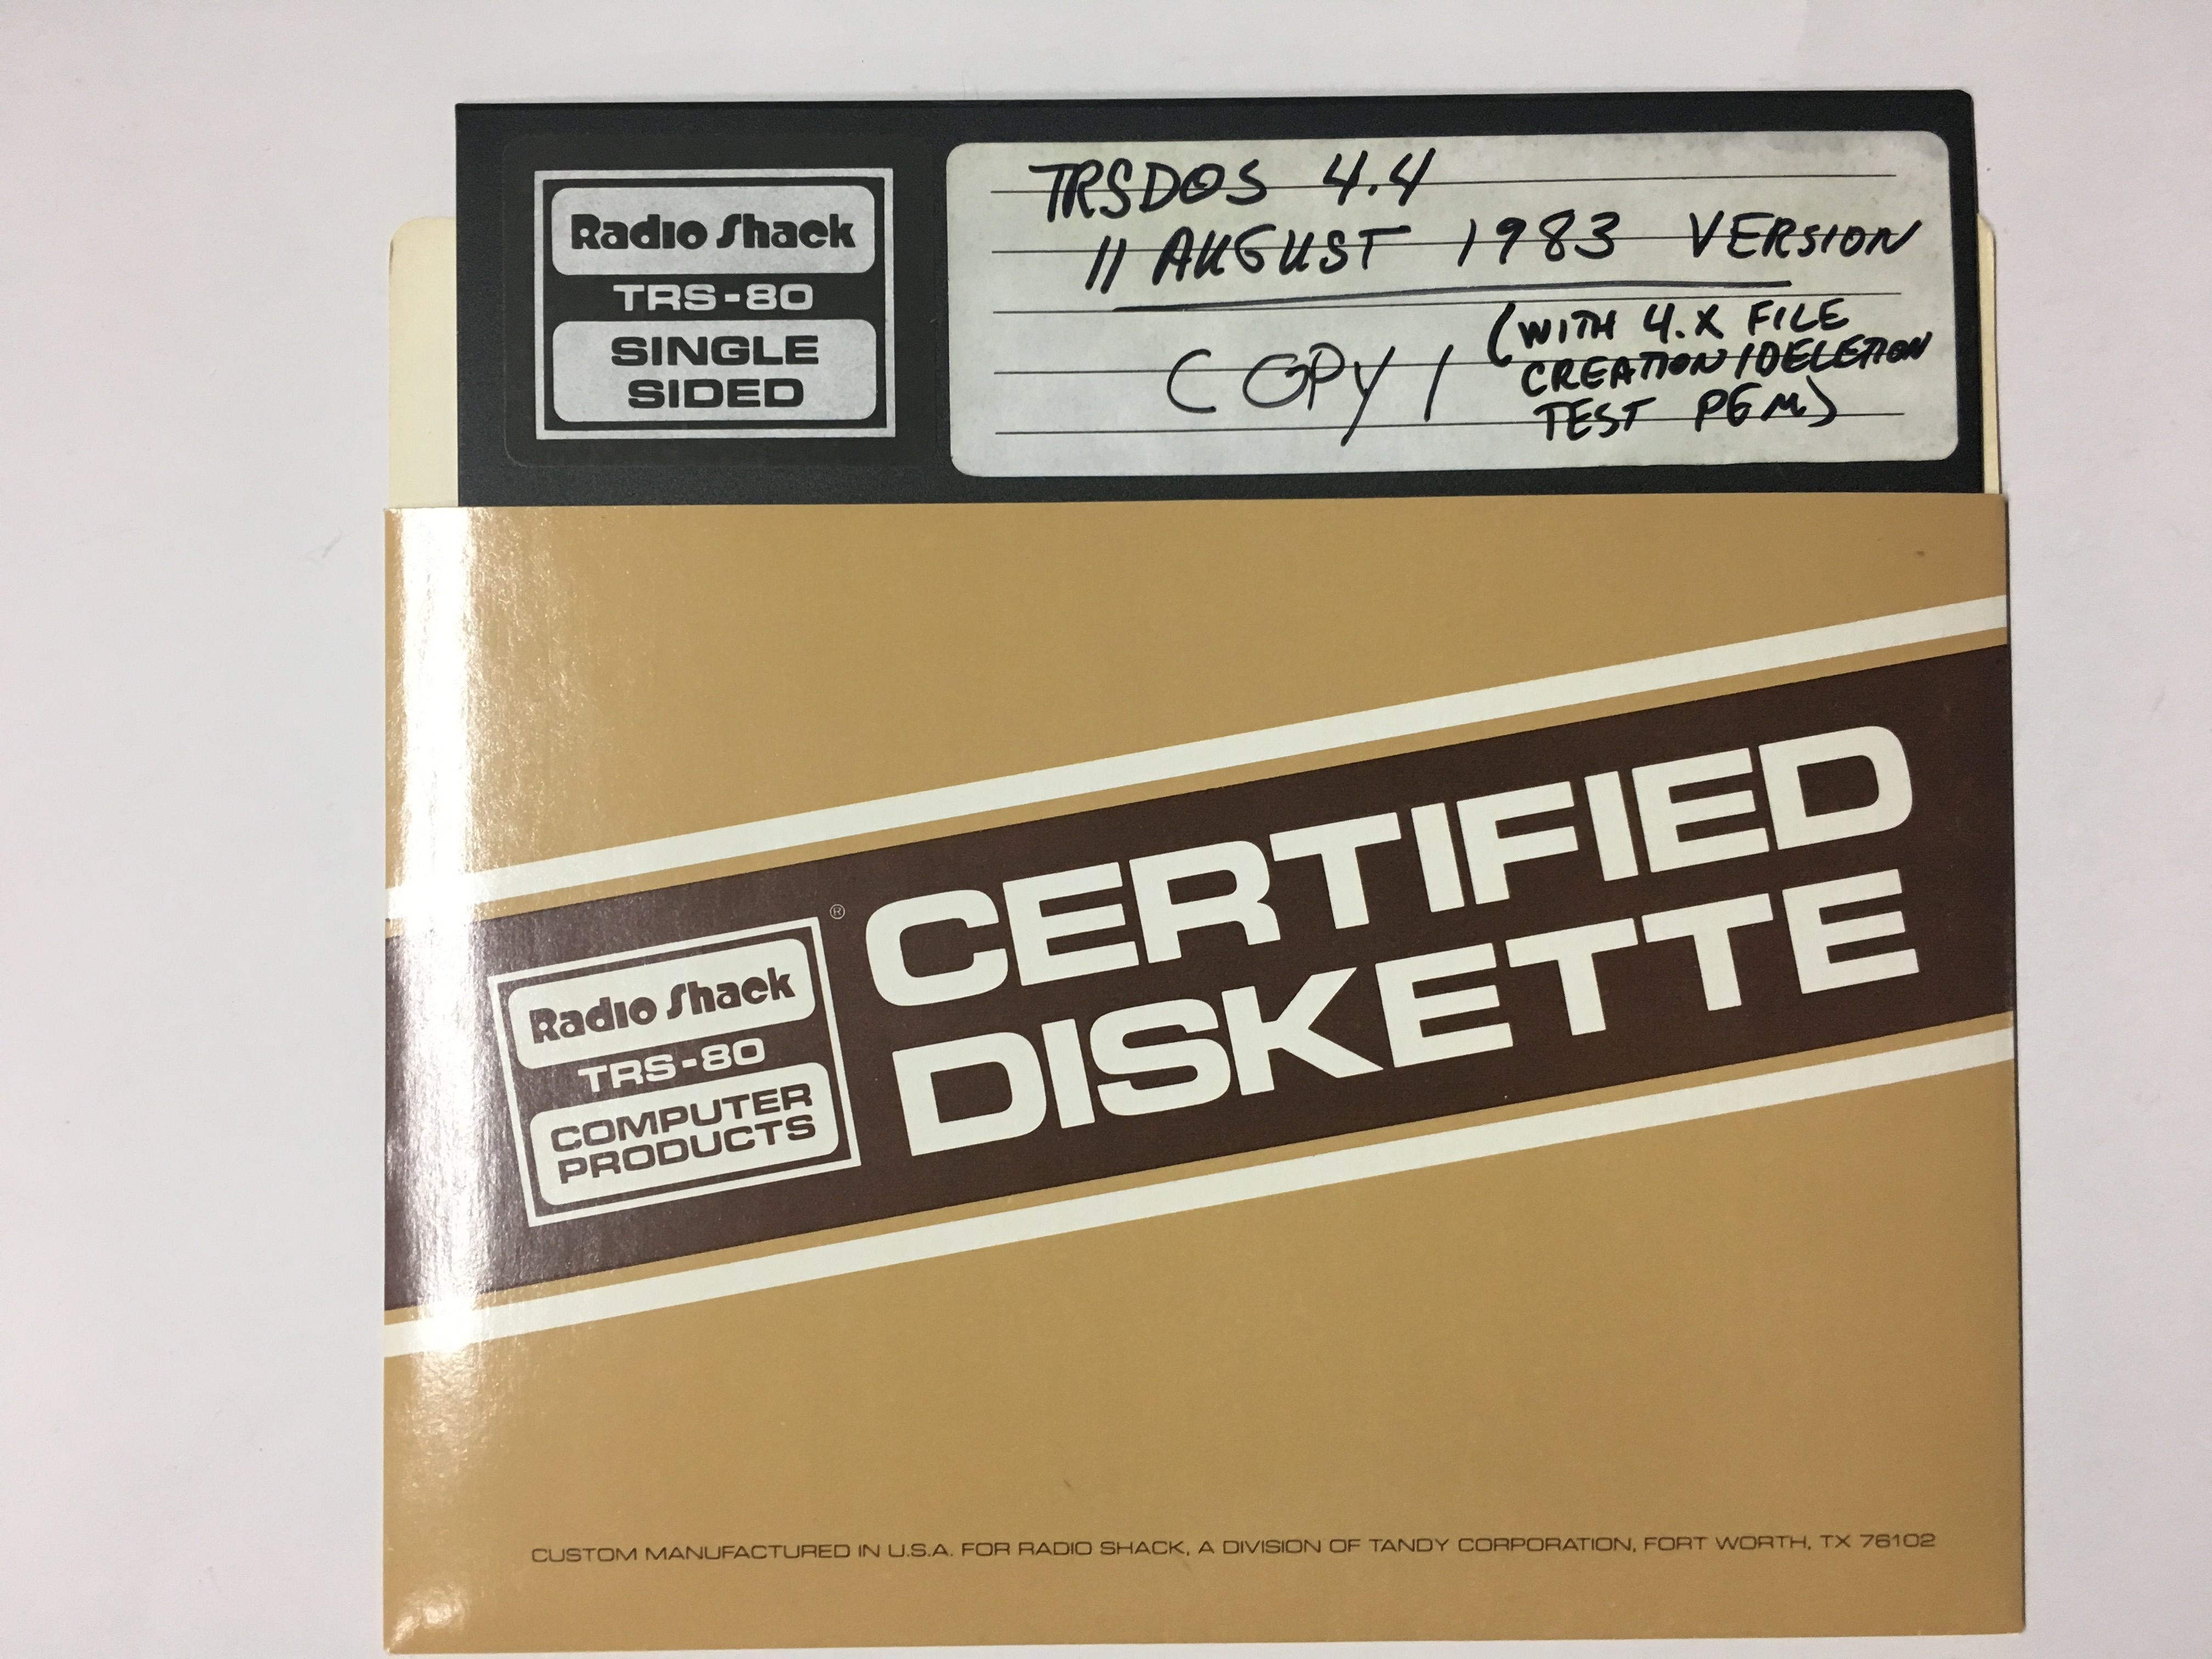 Radio Shack
TRS-80
SINGLE
SIDED
TRSDOS 4.4
11 AUGUST 1983 VERSION
COPY 1
(WITH 4.X FILE
CREATION/DELETION
TEST PGM)
Radio Shack
®
TRS-80
COMPUTER
PRODUCTS
CERTIFIED
DISKETTE
CUSTOM MANUFACTURED IN U.S.A. FOR RADIO SHACK, A DIVISION OF TANDY CORPORATION, FORT WORTH, TX 76102